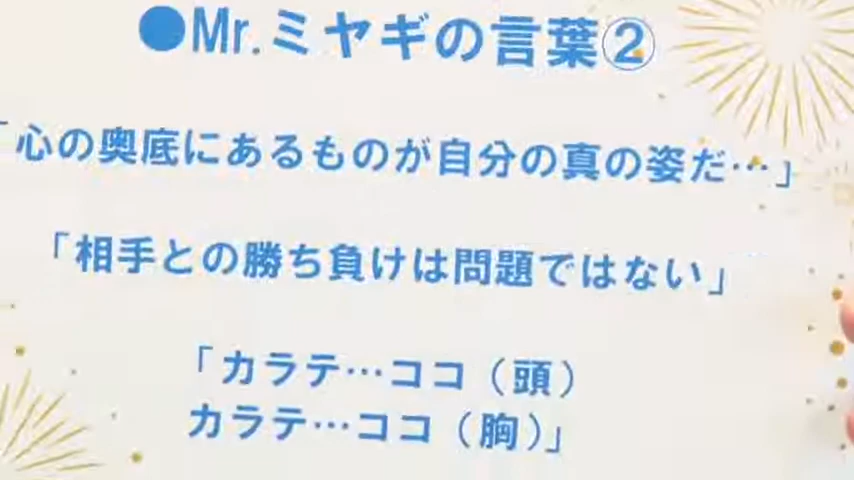 ●Mr.ミヤギの言葉②
「心の奥底にあるものが自分の真の姿だ…」
「相手との勝ち負けは問題ではない」
「カラテ…ココ（頭）
カラテ…ココ（胸）」